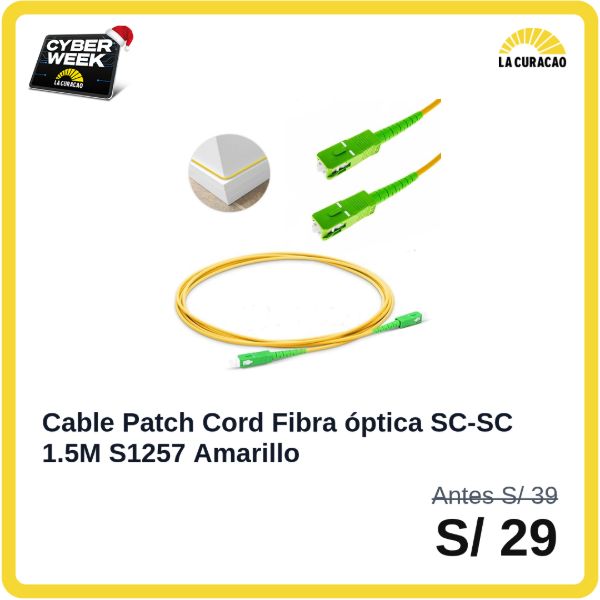 CYBER
WEEK
LA CURACAO
LA CURACAO
Cable Patch Cord Fibra óptica SC-SC
1.5M S1257 Amarillo
Antes S/ 39
S/ 29